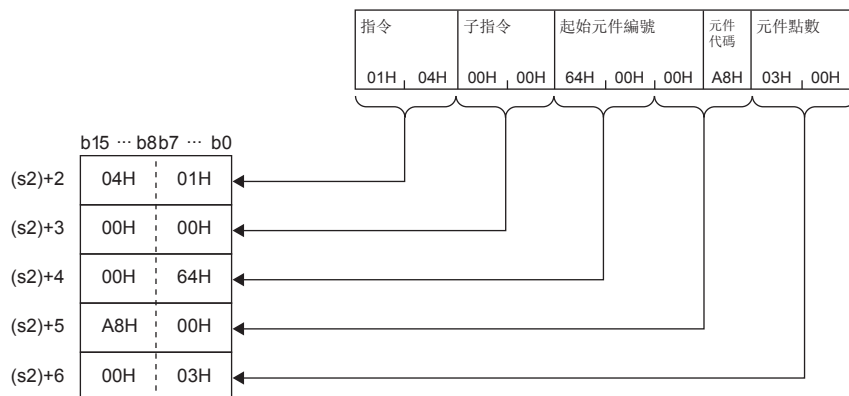 指令 子指令 起始元件編號 元件 元件點數
代碼
01H 04H 00H 00H 64H 00H 00H A8H 03H 00H
b15 … b8b7 … b0
(s2)+2 04H 01H
(s2)+3 00H 00H
(s2)+4 00H 64H
(s2)+5 A8H 00H
(s2)+6 00H 03H